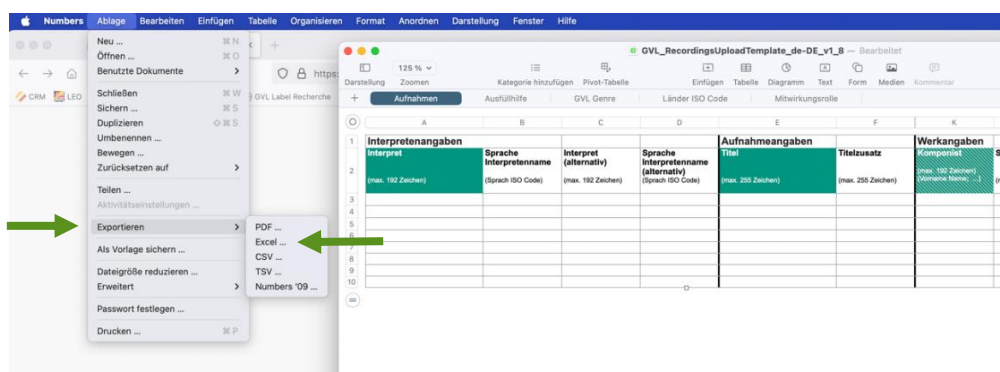 Numbers Ablage Bearbeiten Einfügen Tabelle Organisieren Format Anordnen Darstellung Fenster Hilfe
Neu ... ⌘ N
Öffnen ... ⌘ O
Benutzte Dokumente >
Schließen ⌘ W
Sichern ... ⌘ S
Duplizieren ⇧ ⌘ S
Umbenennen ...
Bewegen ...
Zurücksetzen auf >
Teilen ...
Aktivitätseinstellungen ...
Exportieren >
Als Vorlage sichern ...
Dateigröße reduzieren ...
Erweitert >
Passwort festlegen ...
Drucken ... ⌘ P
PDF ...
Excel ...
CSV ...
TSV ...
Numbers '09 ...
https:
CRM LEO
GVL Label Recherche
GVL_RecordingsUploadTemplate_de-DE_v1_8 — Bearbeitet
125 %
Darstellung Zoomen Kategorie hinzufügen Pivot-Tabelle Einfügen Tabelle Diagramm Text Form Medien Kommentar
+ Aufnahmen Ausfüllhilfe GVL Genre Länder ISO Code Mitwirkungsrolle
A B C D E F K
1 Interpretenangaben Aufnahmeangaben Werkangaben
2
Interpret
(max. 192 Zeichen)
Sprache
Interpretenname
(Sprach ISO Code)
Interpret
(alternativ)
(max. 192 Zeichen)
Sprache
Interpretenname
(alternativ)
(Sprach ISO Code)
Titel
(max. 255 Zeichen)
Titelzusatz
(max. 255 Zeichen)
Komponist
(max. 192 Zeichen)
(Vorname Name; ...)
3
4
5
6
7
8
9
10